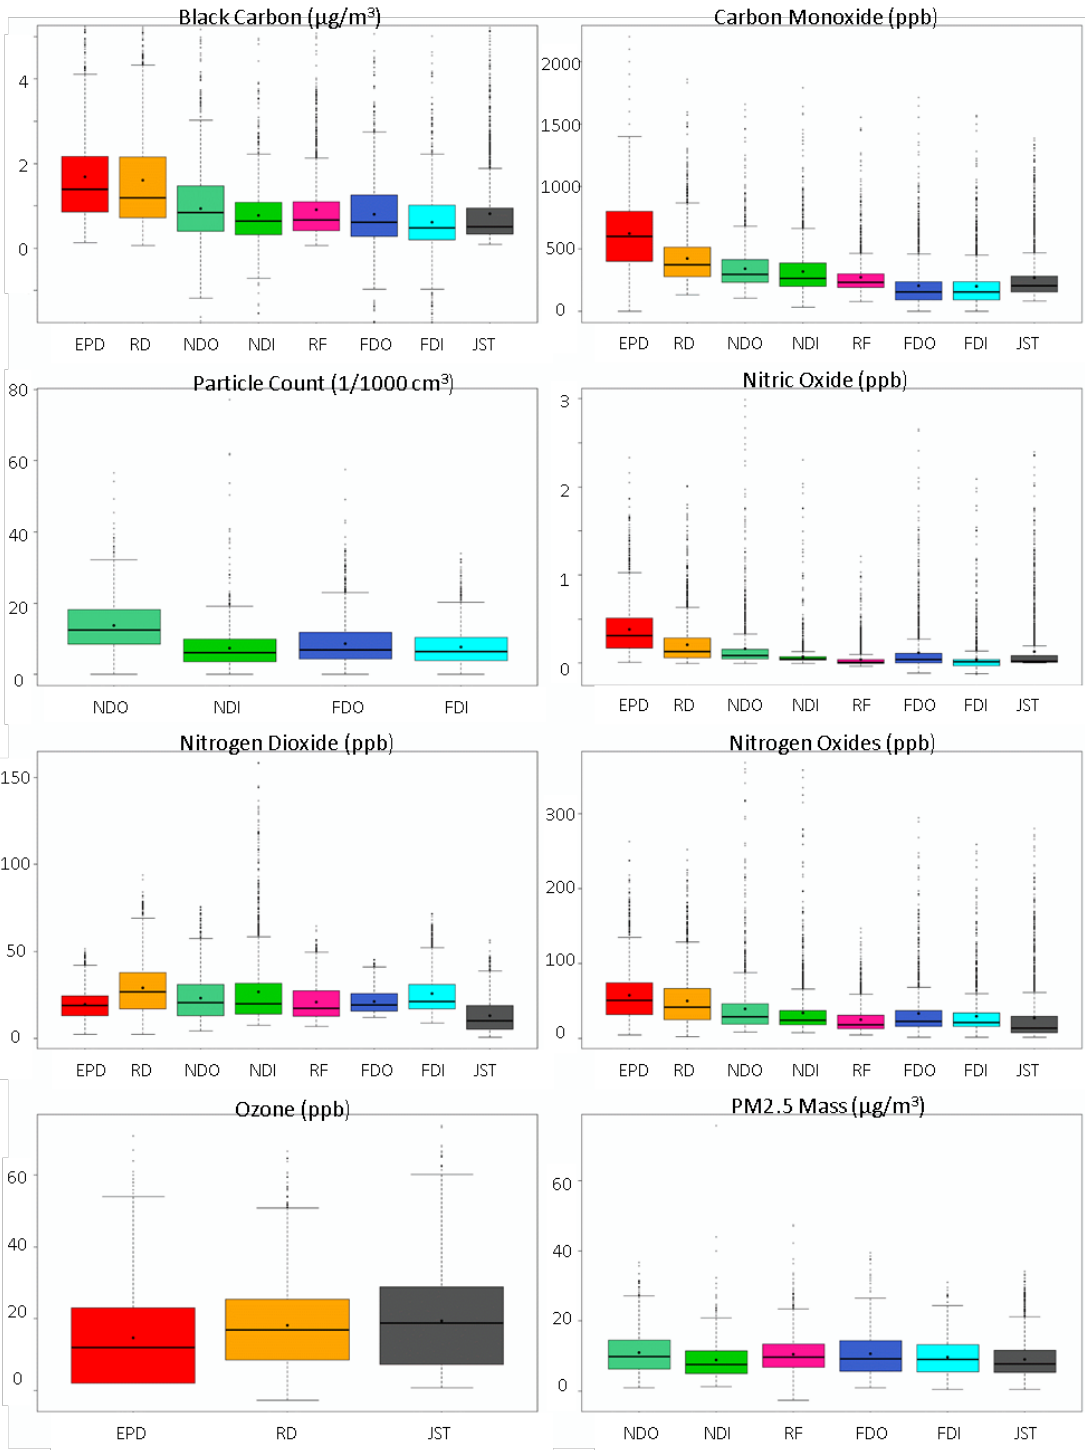 Black Carbon (µg/m³)
4
2
0
EPD RD NDO NDI RF FDO FDI JST
Carbon Monoxide (ppb)
2000
1500
1000
500
0
EPD RD NDO NDI RF FDO FDI JST
Particle Count (1/1000 cm³)
80
60
40
20
0
NDO NDI FDO FDI
Nitric Oxide (ppb)
3
2
1
0
EPD RD NDO NDI RF FDO FDI JST
Nitrogen Dioxide (ppb)
150
100
50
0
EPD RD NDO NDI RF FDO FDI JST
Nitrogen Oxides (ppb)
300
200
100
0
EPD RD NDO NDI RF FDO FDI JST
Ozone (ppb)
60
40
20
0
EPD RD JST
PM2.5 Mass (µg/m³)
60
40
20
0
NDO NDI RF FDO FDI JST